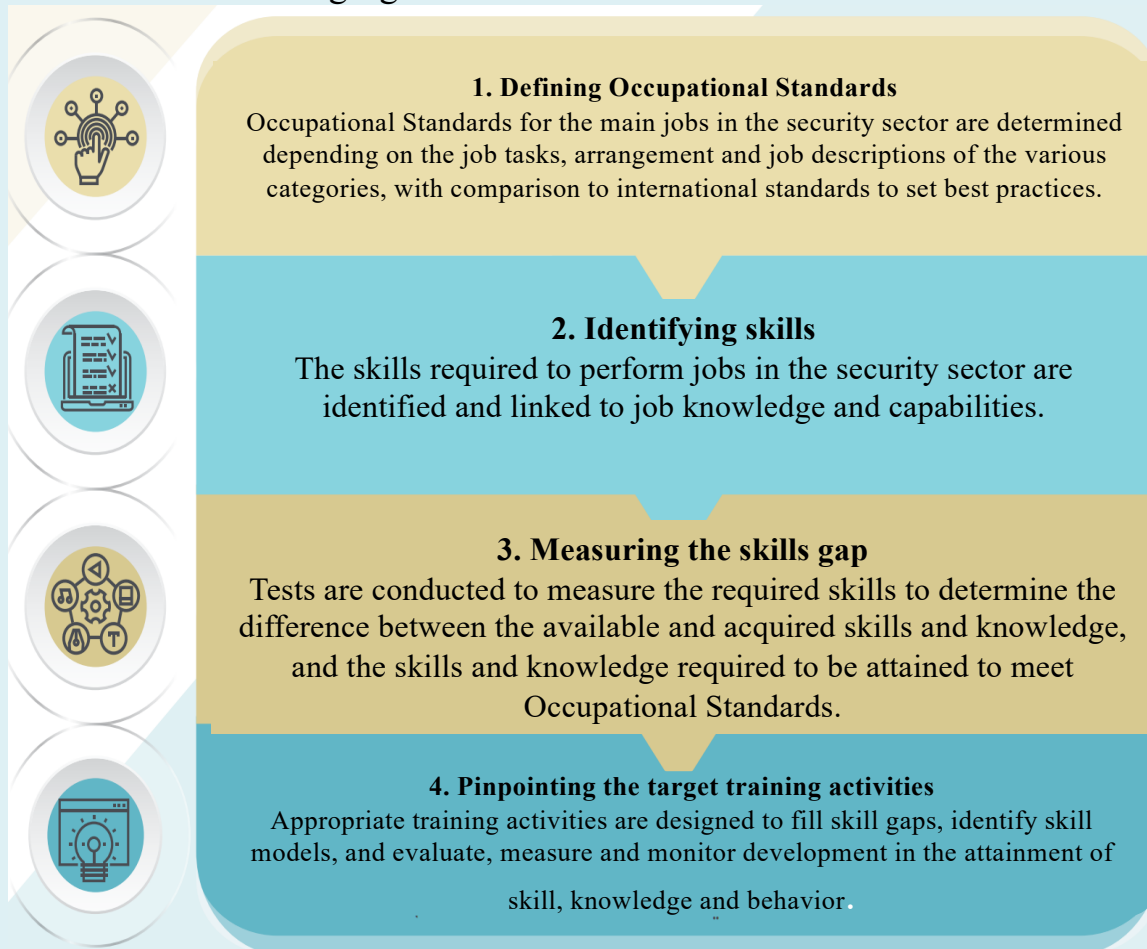 1. Defining Occupational Standards
Occupational Standards for the main jobs in the security sector are determined
depending on the job tasks, arrangement and job descriptions of the various
categories, with comparison to international standards to set best practices.
2. Identifying skills
The skills required to perform jobs in the security sector are
identified and linked to job knowledge and capabilities.
3. Measuring the skills gap
Tests are conducted to measure the required skills to determine the
difference between the available and acquired skills and knowledge,
and the skills and knowledge required to be attained to meet
Occupational Standards.
4. Pinpointing the target training activities
Appropriate training activities are designed to fill skill gaps, identify skill
models, and evaluate, measure and monitor development in the attainment of
skill, knowledge and behavior.
T